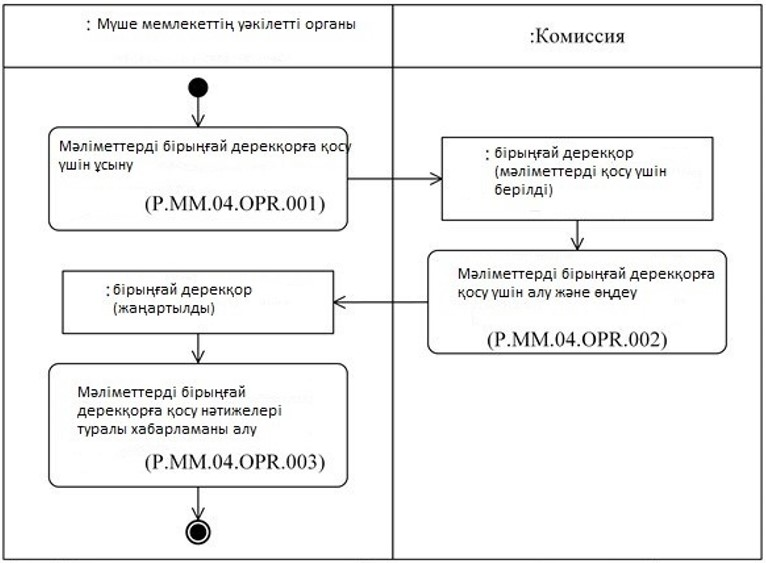 : Мүше мемлекеттің уәкілетті органы
:Комиссия
Мәліметтерді бірыңғай дерекқорға қосу
үшін ұсыну
(P.MM.04.OPR.001)
: бірыңғай дерекқор
(мәліметтерді қосу үшін
берілді)
Мәліметтерді бірыңғай дерекқорға
қосу үшін алу және өңдеу
(P.MM.04.OPR.002)
: бірыңғай дерекқор
(жаңартылды)
Мәліметтерді бірыңғай
дерекқорға қосу нәтижелері
туралы хабарламаны алу
(P.MM.04.OPR.003)